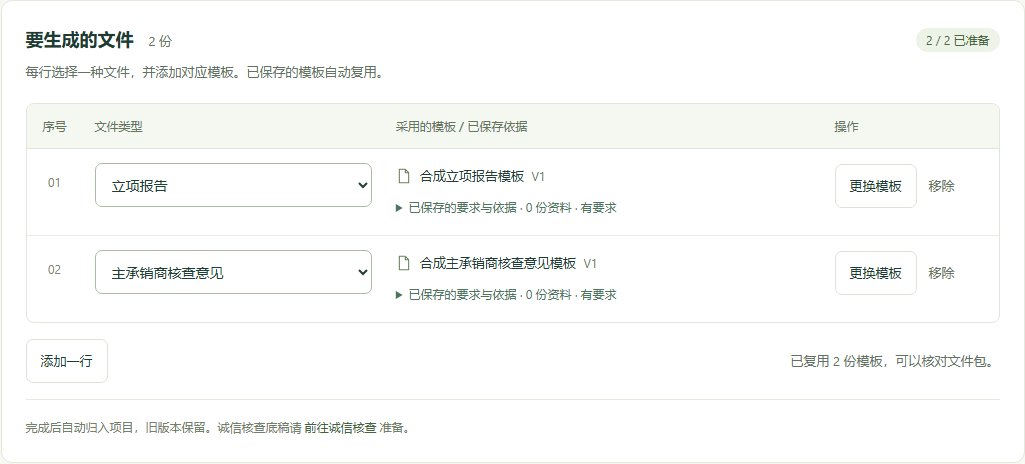 要生成的文件 2 份 2 / 2 已准备
每行选择一种文件，并添加对应模板。已保存的模板自动复用。
序号 文件类型 采用的模板 / 已保存依据 操作
01 立项报告 合成立项报告模板 V1 更换模板 移除
▶ 已保存的要求与依据 · 0 份资料 · 有要求
02 主承销商核查意见 合成主承销商核查意见模板 V1 更换模板 移除
▶ 已保存的要求与依据 · 0 份资料 · 有要求
添加一行 已复用 2 份模板，可以核对文件包。
完成后自动归入项目，旧版本保留。诚信核查底稿请 前往诚信核查 准备。